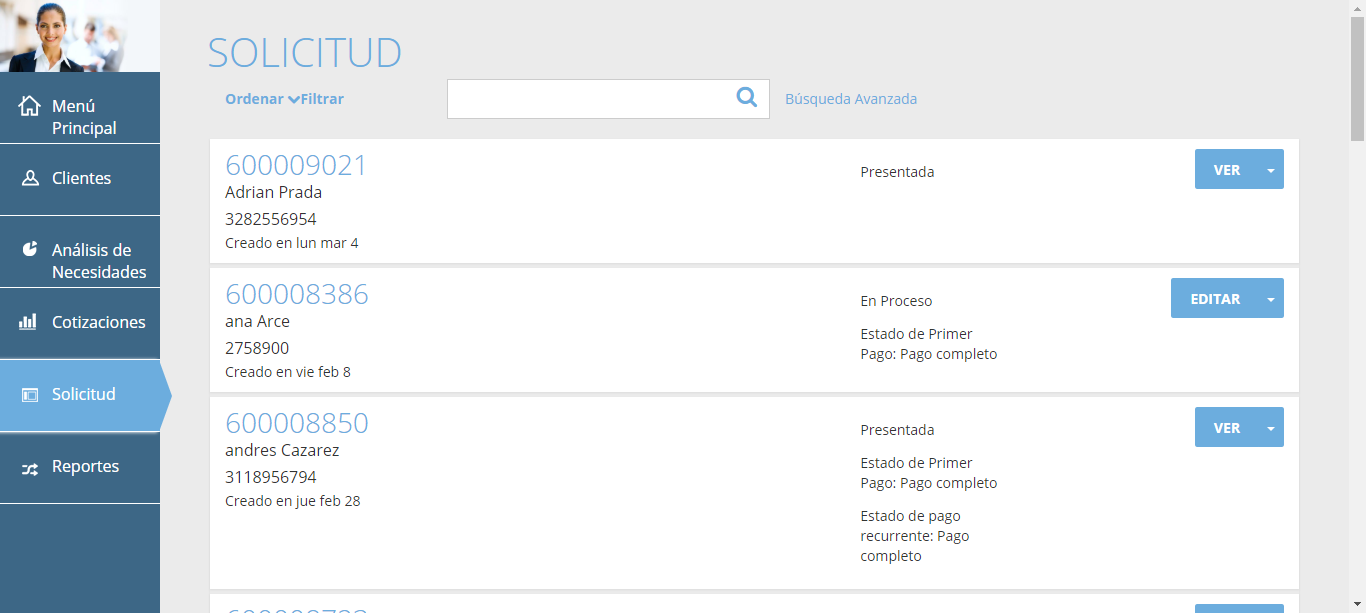 SOLICITUD
Ordenar Filtrar
Búsqueda Avanzada
Menú
Principal
Clientes
Análisis de
Necesidades
Cotizaciones
Solicitud
Reportes
600009021
Adrian Prada
3282556954
Creado en lun mar 4
Presentada
VER
600008386
ana Arce
2758900
Creado en vie feb 8
En Proceso
Estado de Primer
Pago: Pago completo
EDITAR
600008850
andres Cazarez
3118956794
Creado en jue feb 28
Presentada
Estado de Primer
Pago: Pago completo
Estado de pago
recurrente: Pago
completo
VER